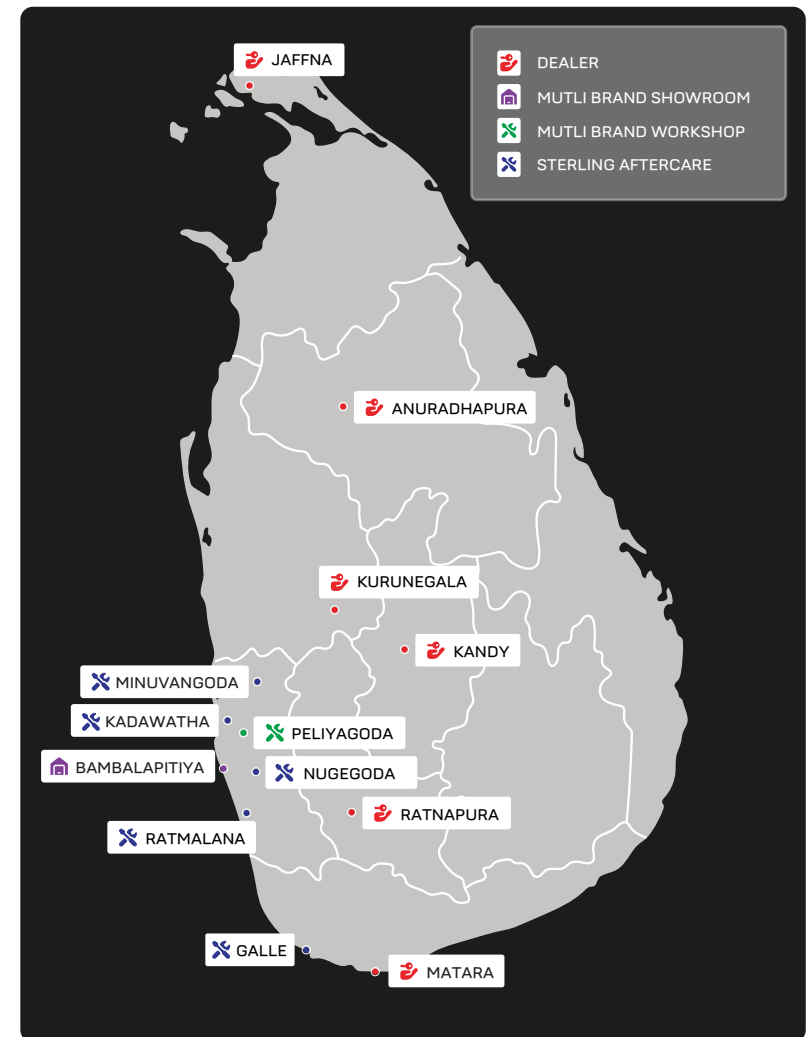 JAFFNA
DEALER
MUTLI BRAND SHOWROOM
MUTLI BRAND WORKSHOP
STERLING AFTERCARE
ANURADHAPURA
KURUNEGALA
KANDY
MINUVANGODA
KADAWATHA
PELIYAGODA
BAMBALAPITIYA
NUGEGODA
RATNAPURA
RATMALANA
GALLE
MATARA